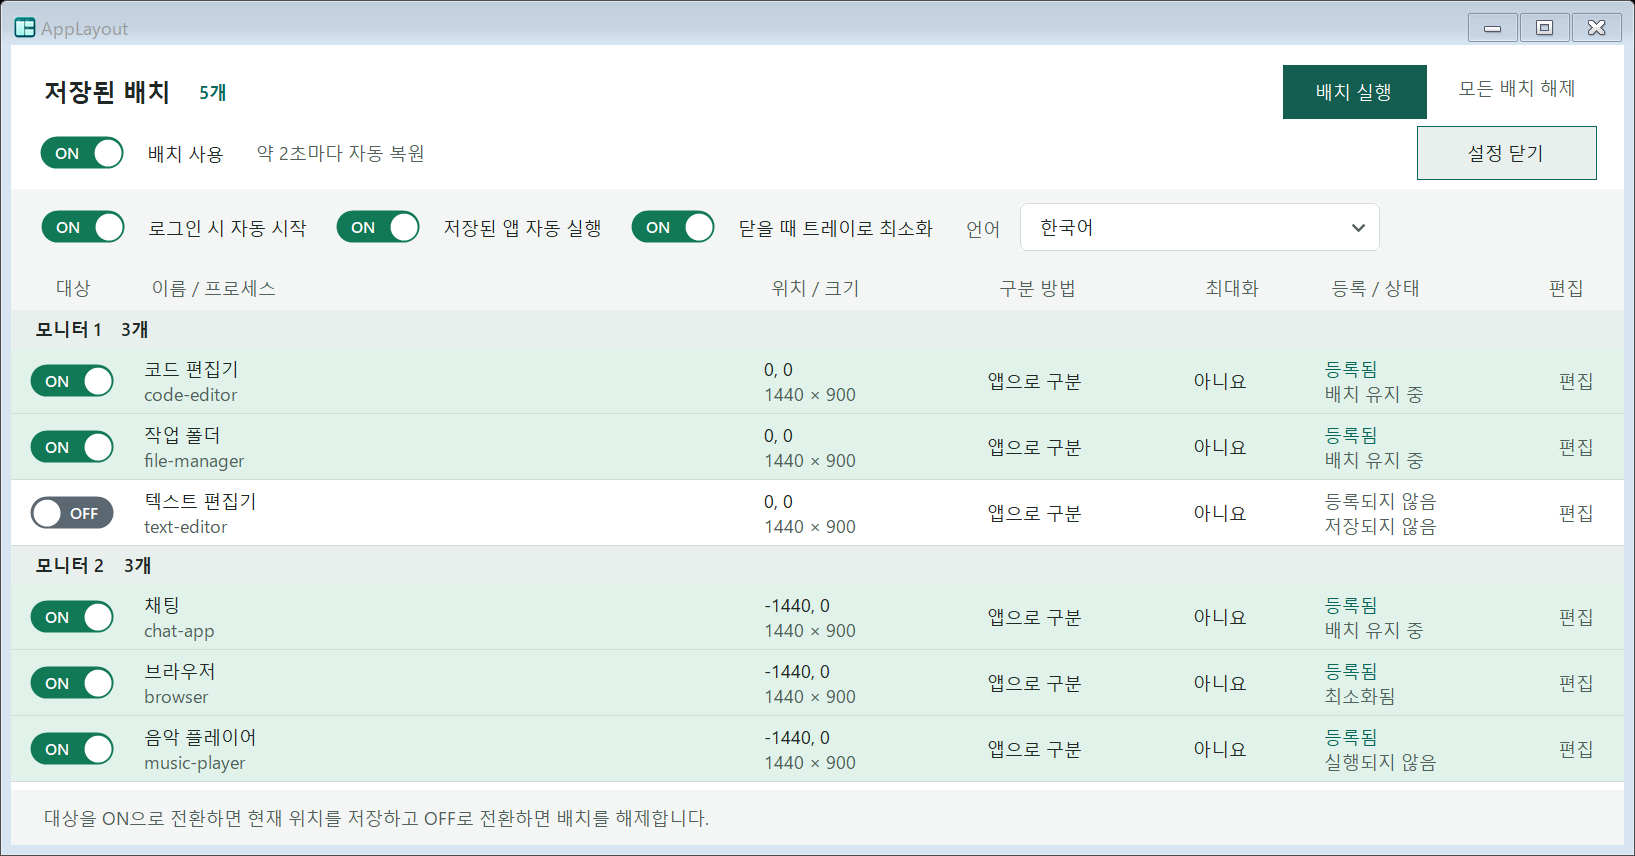 AppLayout
저장된 배치 5개
배치 실행
모든 배치 해제
ON 배치 사용 약 2초마다 자동 복원
설정 닫기
ON 로그인 시 자동 시작 ON 저장된 앱 자동 실행 ON 닫을 때 트레이로 최소화 언어 한국어
대상 이름 / 프로세스 위치 / 크기 구분 방법 최대화 등록 / 상태 편집
모니터 1 3개
ON 코드 편집기 0, 0 앱으로 구분 아니요 등록됨 편집
code-editor 1440 × 900 배치 유지 중
ON 작업 폴더 0, 0 앱으로 구분 아니요 등록됨 편집
file-manager 1440 × 900 배치 유지 중
OFF 텍스트 편집기 0, 0 앱으로 구분 아니요 등록되지 않음 편집
text-editor 1440 × 900 저장되지 않음
모니터 2 3개
ON 채팅 -1440, 0 앱으로 구분 아니요 등록됨 편집
chat-app 1440 × 900 배치 유지 중
ON 브라우저 -1440, 0 앱으로 구분 아니요 등록됨 편집
browser 1440 × 900 최소화됨
ON 음악 플레이어 -1440, 0 앱으로 구분 아니요 등록됨 편집
music-player 1440 × 900 실행되지 않음
대상을 ON으로 전환하면 현재 위치를 저장하고 OFF로 전환하면 배치를 해제합니다.